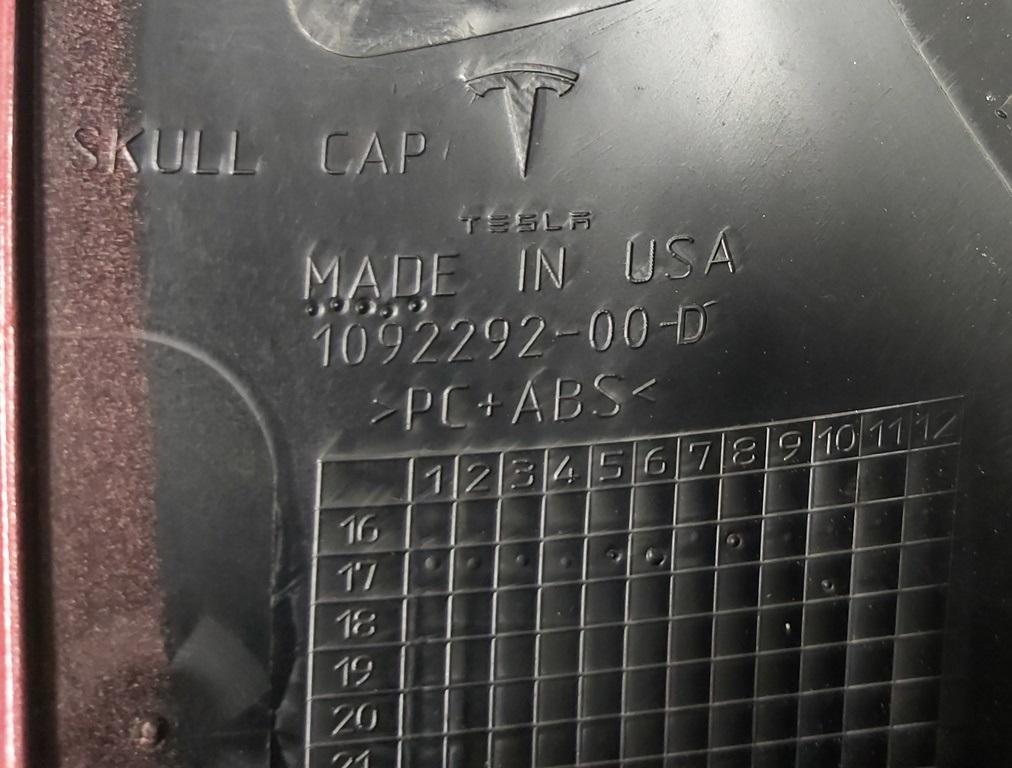 SKULL CAP
TESLA
MADE IN USA
1092292-00-D
>PC+ABS<
1 2 3 4 5 6 7 8 9 10 11 12
16
17
18
19
20
21